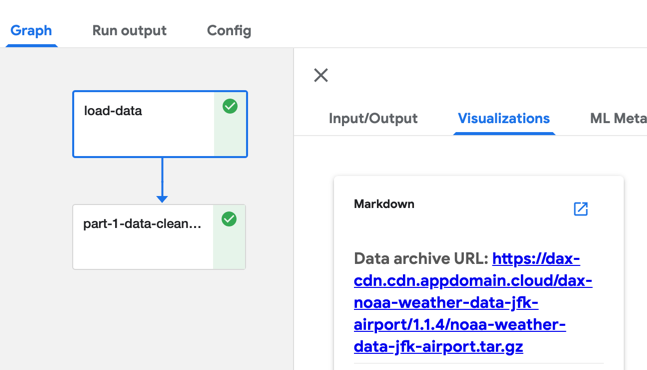 Graph Run output Config
load-data
part-1-data-clean...
Input/Output Visualizations ML Meta
Markdown
Data archive URL: https://dax-
cdn.cdn.appdomain.cloud/dax-
noaa-weather-data-jfk-
airport/1.1.4/noaa-weather-
data-jfk-airport.tar.gz